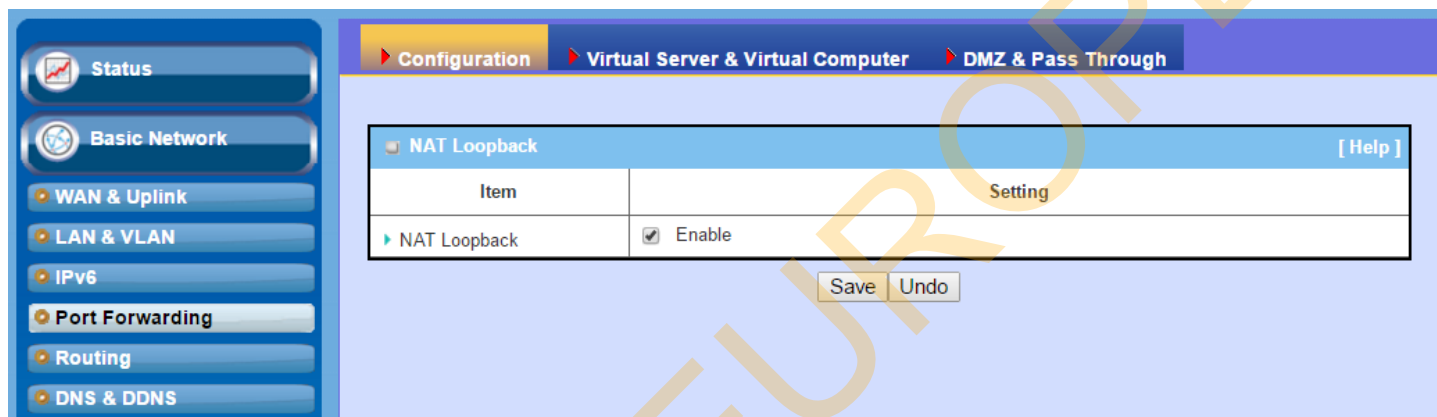 Status
Basic Network
WAN & Uplink
LAN & VLAN
IPv6
Port Forwarding
Routing
DNS & DDNS
Configuration Virtual Server & Virtual Computer DMZ & Pass Through
NAT Loopback [ Help ]
Item Setting
NAT Loopback Enable
Save Undo
EUROPE